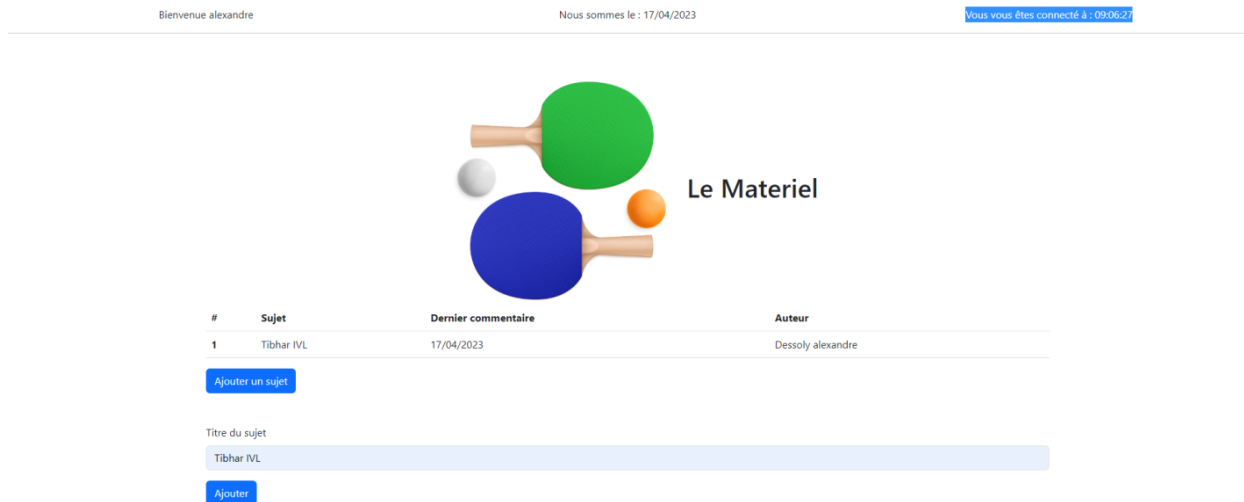 Bienvenue alexandre Nous sommes le : 17/04/2023 Vous vous êtes connecté à : 09:06:27
Le Materiel
# Sujet Dernier commentaire Auteur
1 Tibhar IVL 17/04/2023 Dessoly alexandre
Ajouter un sujet
Titre du sujet
Tibhar IVL
Ajouter